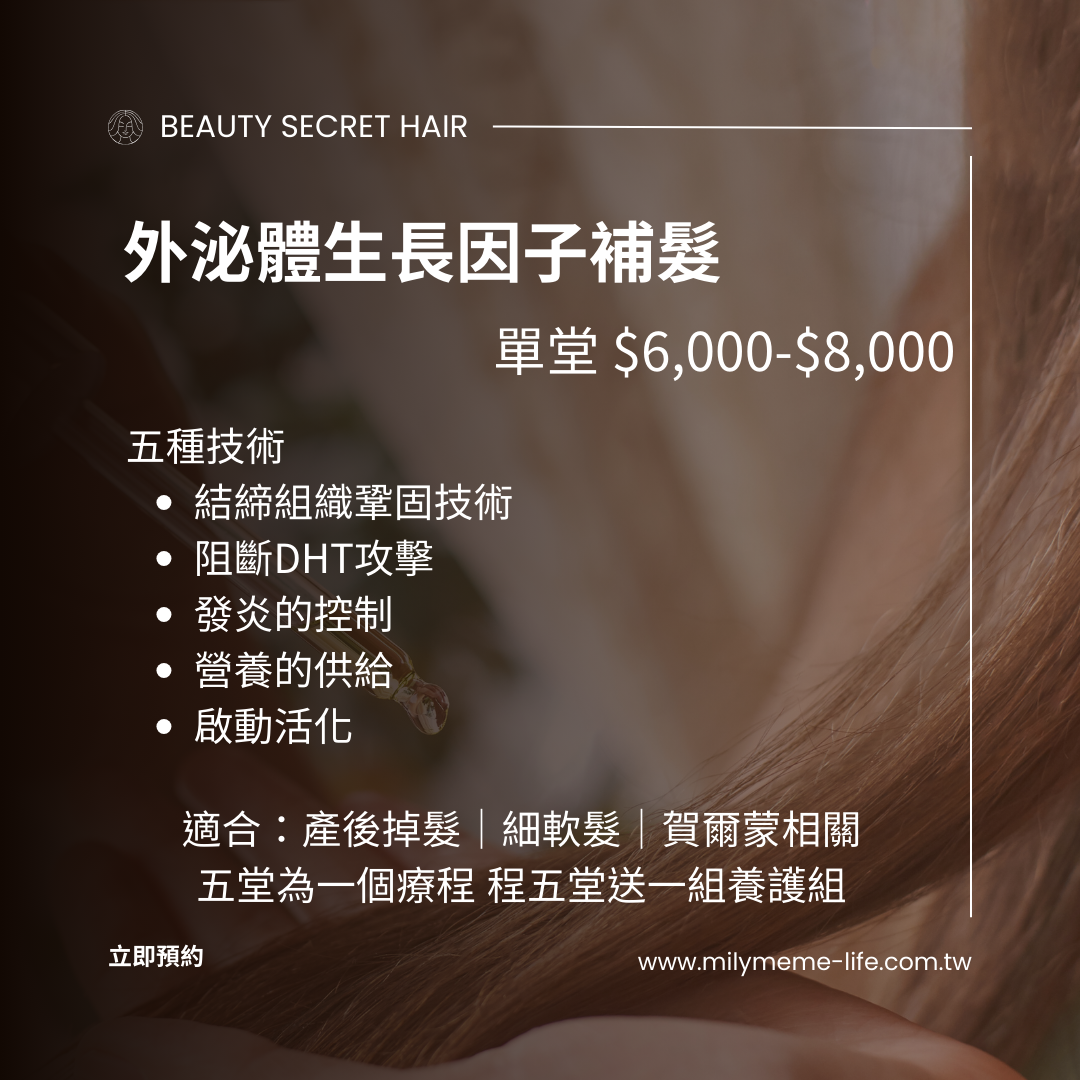 BEAUTY SECRET HAIR
外泌體生長因子補髮
單堂 $6,000-$8,000
五種技術
• 結締組織鞏固技術
• 阻斷DHT攻擊
• 發炎的控制
• 營養的供給
• 啟動活化
適合：產後掉髮｜細軟髮｜賀爾蒙相關
五堂為一個療程 程五堂送一組養護組
立即預約
www.milymeme-life.com.tw